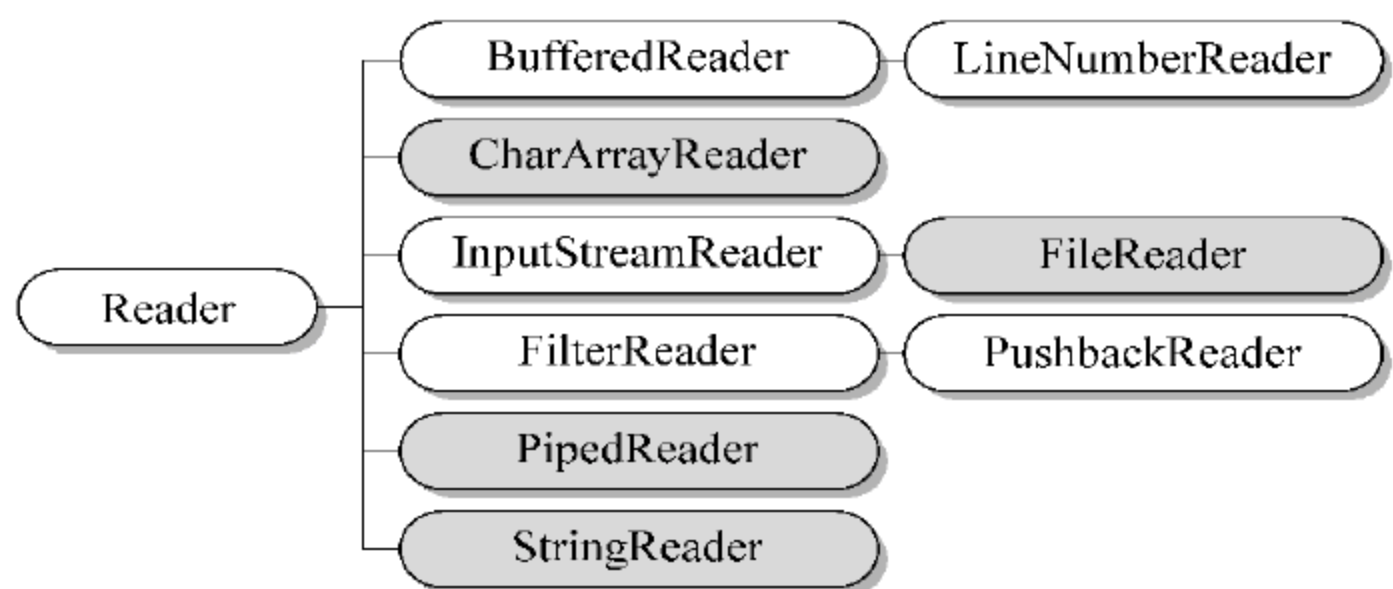 BufferedReader
LineNumberReader
CharArrayReader
InputStreamReader
FileReader
Reader
FilterReader
PushbackReader
PipedReader
StringReader